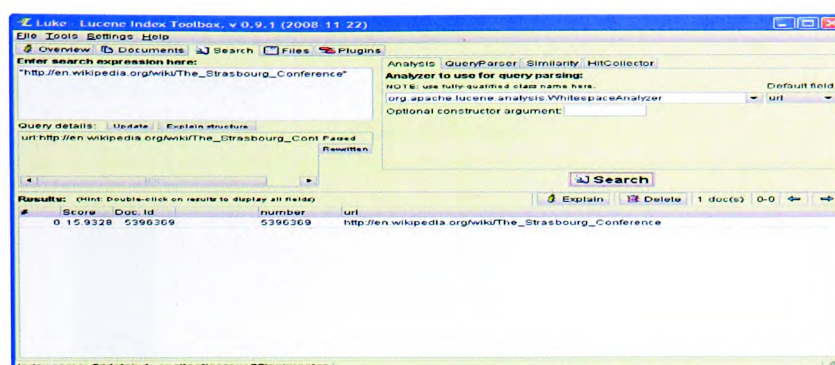 Luke - Lucene Index Toolbox, v 0.9.1 (2008-11-22)
File Tools Settings Help
Overview Documents Search Files Plugins
Enter search expression here:
"http://en.wikipedia.org/wiki/The_Strasbourg_Conference"
Analysis QueryParser Similarity HitCollector
Analyzer to use for query parsing:
NOTE: use fully-qualified class name here.
Default field
org.apache.lucene.analysis.WhitespaceAnalyzer
url
Optional constructor argument:
Query details: Update Explain structure
url:http://en.wikipedia.org/wiki/The_Strasbourg_Conf
Parsed
Rewritten
Search
Results: (Hint: Double-click on results to display all fields)
Explain Delete 1 doc(s) 0-0
# Score Doc. Id number url
0 15.9328 5396369 5396369 http://en.wikipedia.org/wiki/The_Strasbourg_Conference